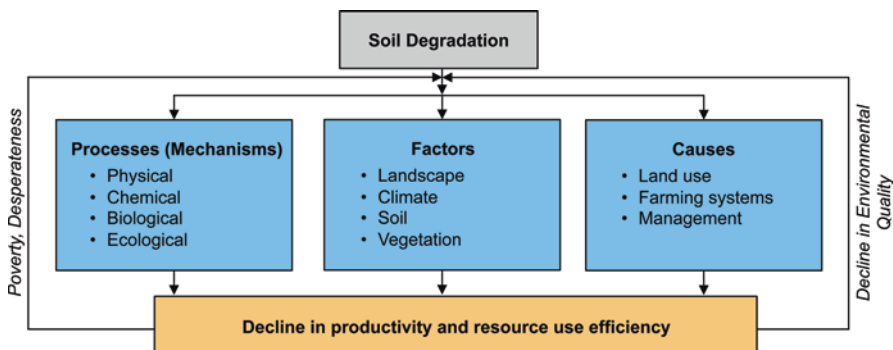 Soil Degradation
Poverty, Desperateness
Processes (Mechanisms)
• Physical
• Chemical
• Biological
• Ecological
Factors
• Landscape
• Climate
• Soil
• Vegetation
Causes
• Land use
• Farming systems
• Management
Decline in Environmental
Quality
Decline in productivity and resource use efficiency